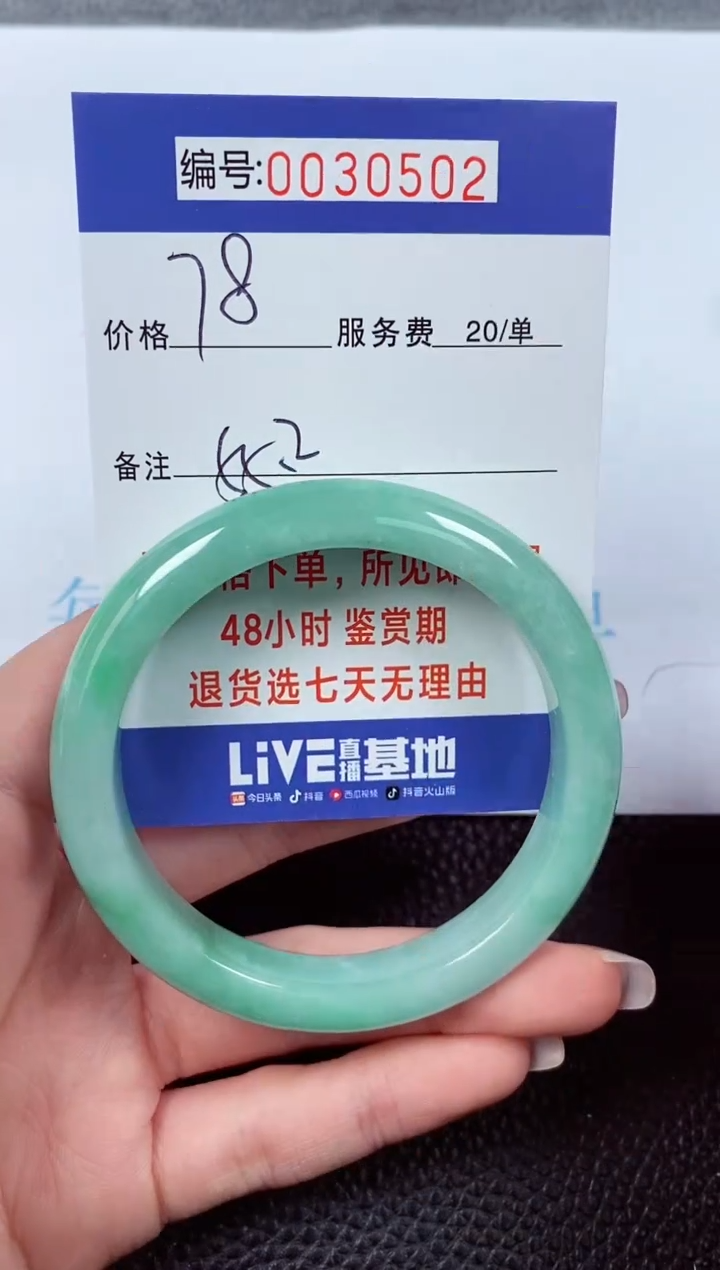 编号:0030502
价格 78 服务费 20/单
备注
下单，所见即
48小时 鉴赏期
退货选七天无理由
LiVE直播基地
头条 今日头条 抖音 西瓜视频 抖音火山版